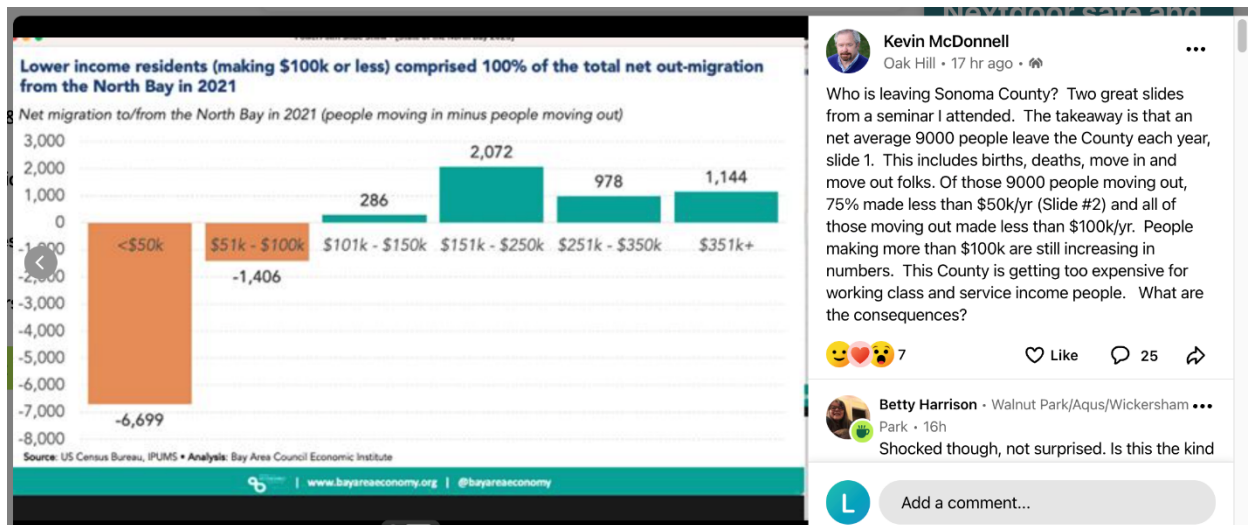 Nextdoor safe and
Lower income residents (making $100k or less) comprised 100% of the total net out-migration
from the North Bay in 2021
Net migration to/from the North Bay in 2021 (people moving in minus people moving out)
3,000
2,000
1,000
0
-1,000
-2,000
-3,000
-4,000
-5,000
-6,000
-7,000
-8,000
2,072
286
978
1,144
<$50k
$51k - $100k
$101k - $150k
$151k - $250k
$251k - $350k
$351k+
-1,406
-6,699
Source: US Census Bureau, IPUMS • Analysis: Bay Area Council Economic Institute
| www.bayareaeconomy.org | @bayareaeconomy
Kevin McDonnell
Oak Hill • 17 hr ago •
Who is leaving Sonoma County? Two great slides
from a seminar I attended. The takeaway is that an
net average 9000 people leave the County each year,
slide 1. This includes births, deaths, move in and
move out folks. Of those 9000 people moving out,
75% made less than $50k/yr (Slide #2) and all of
those moving out made less than $100k/yr. People
making more than $100k are still increasing in
numbers. This County is getting too expensive for
working class and service income people. What are
the consequences?
7
Like
25
Betty Harrison • Walnut Park/Aqus/Wickersham
Park • 16h
Shocked though, not surprised. Is this the kind
L
Add a comment...